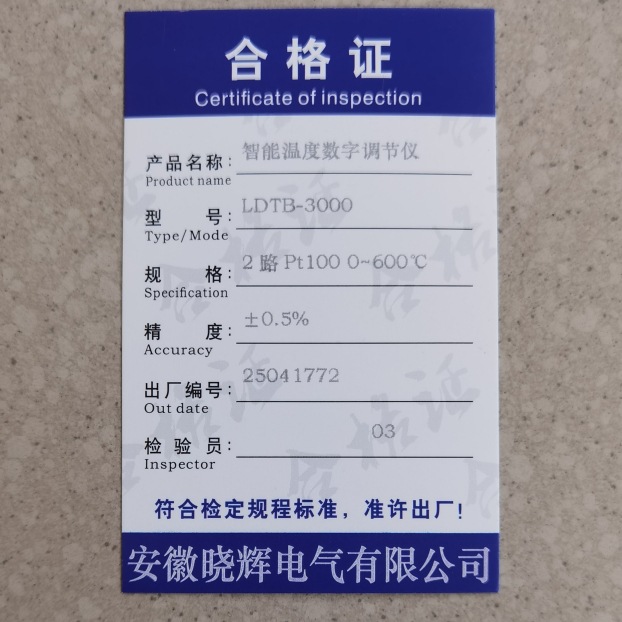 合格证
Certificate of inspection
产品名称: 智能温度数字调节仪
Product name
型 号: LDTB-3000
Type/Mode
规 格: 2 路 Pt100 0~600℃
Specification
精 度: ±0.5%
Accuracy
出厂编号: 25041772
Out date
检 验 员: 03
Inspector
符合检定规程标准，准许出厂!
安徽晓辉电气有限公司